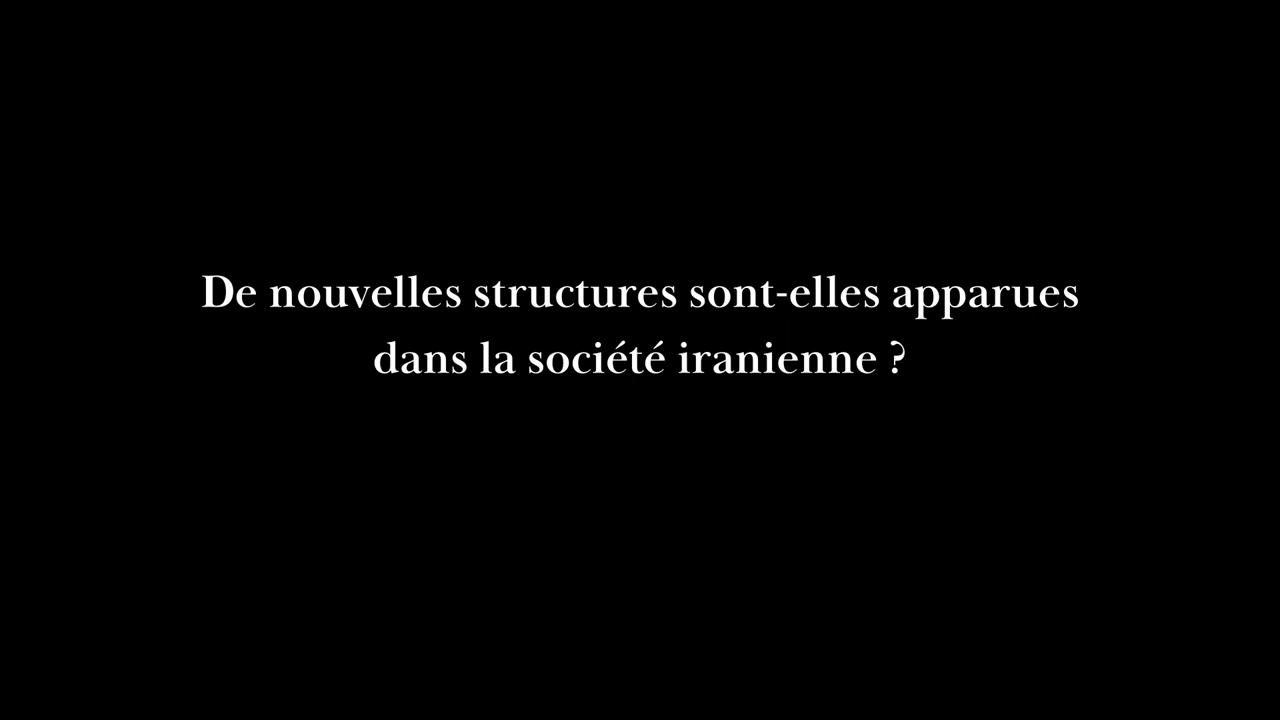 De nouvelles structures sont-elles apparues
dans la société iranienne ?